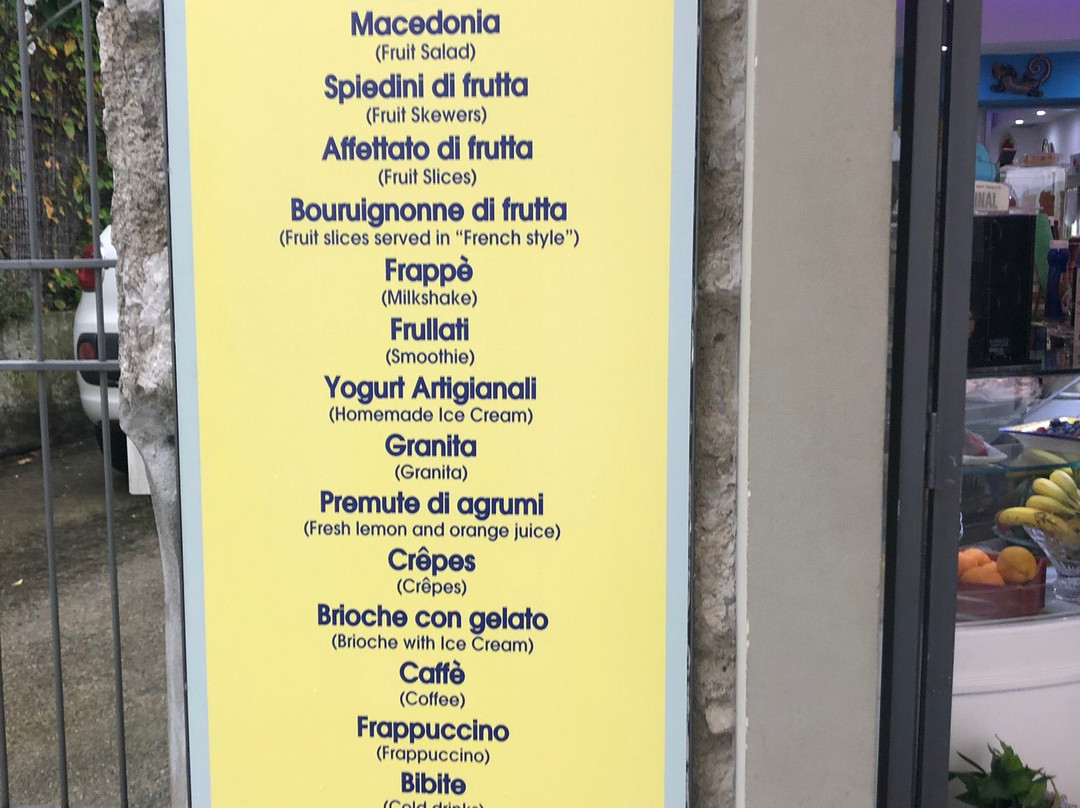 Macedonia
(Fruit Salad)
Spiedini di frutta
(Fruit Skewers)
Affettato di frutta
(Fruit Slices)
Bouruignonne di frutta
(Fruit slices served in “French style”)
Frappè
(Milkshake)
Frullati
(Smoothie)
Yogurt Artigianali
(Homemade Ice Cream)
Granita
(Granita)
Premute di agrumi
(Fresh lemon and orange juice)
Crêpes
(Crêpes)
Brioche con gelato
(Brioche with Ice Cream)
Caffè
(Coffee)
Frappuccino
(Frappuccino)
Bibite
(Cold drinks)